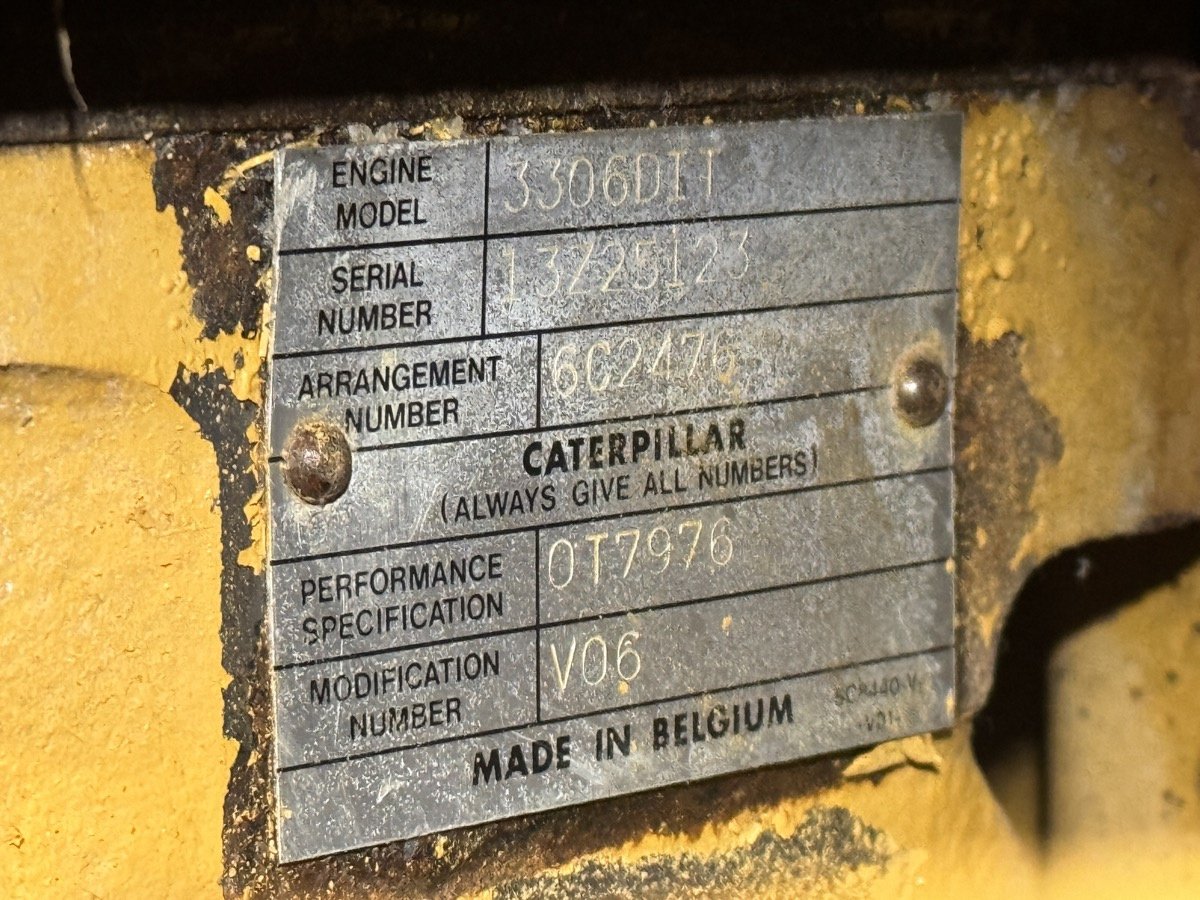 ENGINE MODEL 3306DIT
SERIAL NUMBER 13Z25123
ARRANGEMENT NUMBER 6C2476
CATERPILLAR
(ALWAYS GIVE ALL NUMBERS)
PERFORMANCE SPECIFICATION 0T7976
MODIFICATION NUMBER V06
MADE IN BELGIUM